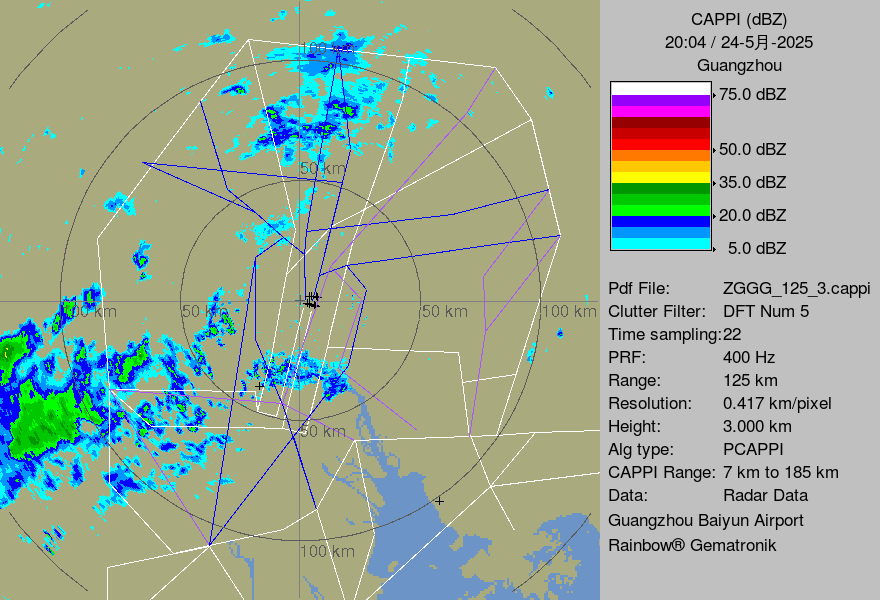 CAPPI (dBZ)
20:04 / 24-5月-2025
Guangzhou
75.0 dBZ
50.0 dBZ
35.0 dBZ
20.0 dBZ
5.0 dBZ
Pdf File: ZGGG_125_3.cappi
Clutter Filter: DFT Num 5
Time sampling:22
PRF: 400 Hz
Range: 125 km
Resolution: 0.417 km/pixel
Height: 3.000 km
Alg type: PCAPPI
CAPPI Range: 7 km to 185 km
Data: Radar Data
Guangzhou Baiyun Airport
Rainbow® Gematronik
50 km
00 km
50 km
50 km
100 km
50 km
100 km